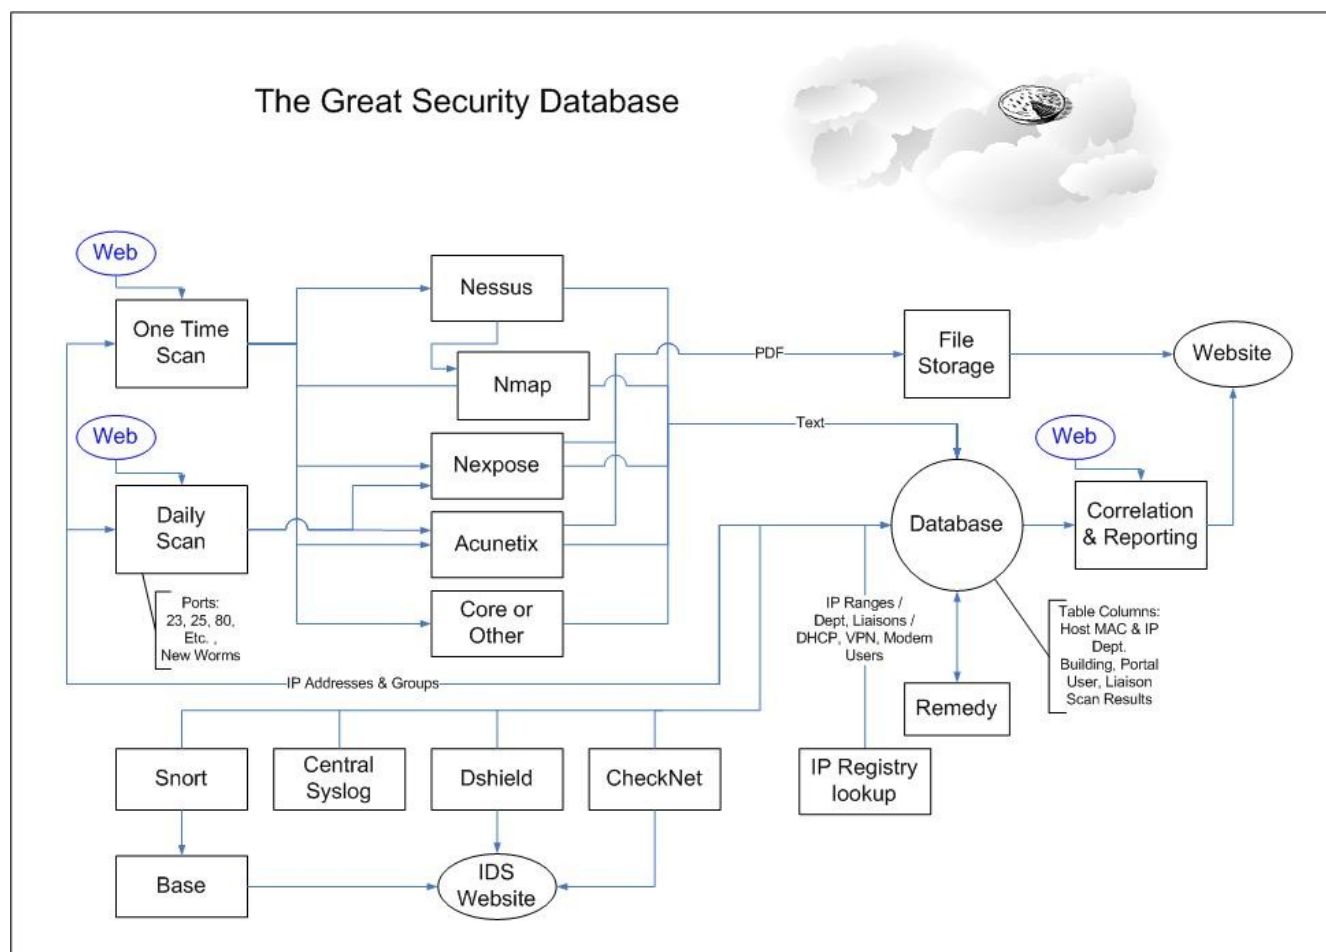 The Great Security Database
Web
One Time
Scan
Nessus
Nmap
PDF
File
Storage
Website
Web
Daily
Scan
Nexpose
Text
Web
Acunetix
Database
Correlation
& Reporting
Ports:
23, 25, 80,
Etc. ,
New Worms
Core or
Other
IP Ranges /
Dept, Liaisons /
DHCP, VPN, Modem
Users
Table Columns:
Host MAC & IP
Dept.
Building, Portal
User, Liaison
Scan Results
IP Addresses & Groups
Remedy
Snort
Central
Syslog
Dshield
CheckNet
IP Registry
lookup
Base
IDS
Website